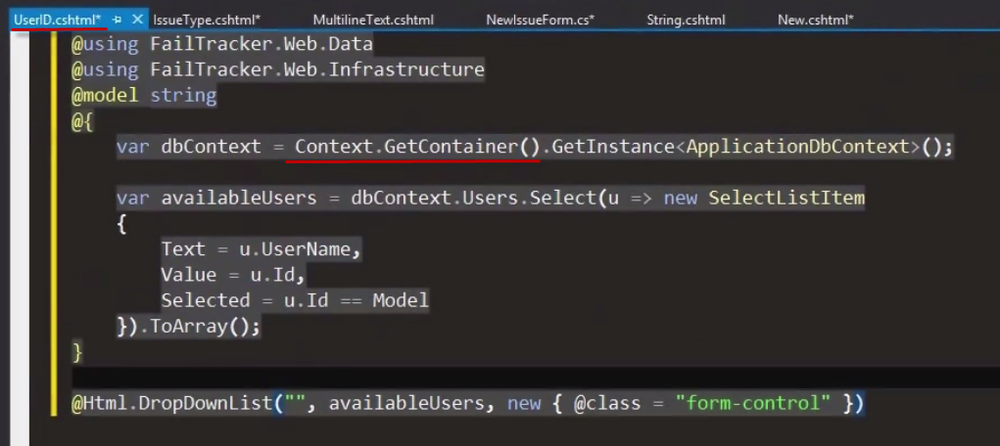 UserID.cshtml* IssueType.cshtml* MultilineText.cshtml NewIssueForm.cs* String.cshtml New.cshtml*
@using FailTracker.Web.Data
@using FailTracker.Web.Infrastructure
@model string
@{
var dbContext = Context.GetContainer().GetInstance<ApplicationDbContext>();
var availableUsers = dbContext.Users.Select(u => new SelectListItem
{
Text = u.UserName,
Value = u.Id,
Selected = u.Id == Model
}).ToArray();
}
@Html.DropDownList("", availableUsers, new { @class = "form-control" })